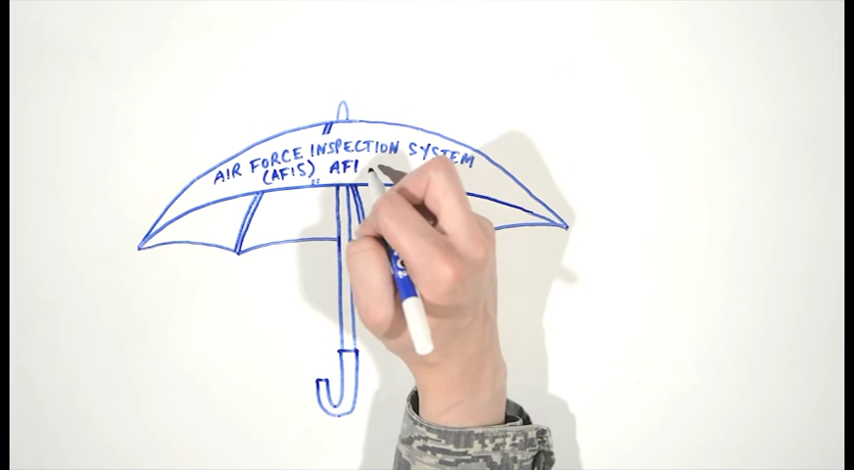 AIR FORCE INSPECTION SYSTEM
(AFIS) AFI